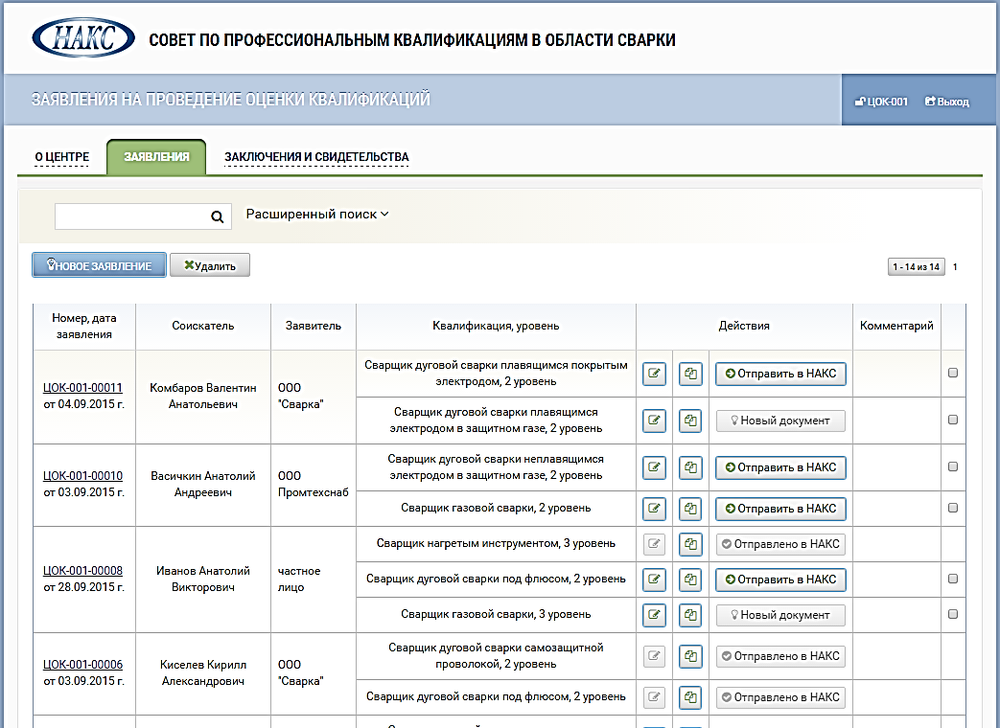 НАКС
СОВЕТ ПО ПРОФЕССИОНАЛЬНЫМ КВАЛИФИКАЦИЯМ В ОБЛАСТИ СВАРКИ
ЗАЯВЛЕНИЯ НА ПРОВЕДЕНИЕ ОЦЕНКИ КВАЛИФИКАЦИЙ
ЦОК-001 Выход
О ЦЕНТРЕ ЗАЯВЛЕНИЯ ЗАКЛЮЧЕНИЯ И СВИДЕТЕЛЬСТВА
Расширенный поиск
НОВОЕ ЗАЯВЛЕНИЕ Удалить 1 - 14 из 14 1
Номер, дата
заявления
Соискатель
Заявитель
Квалификация, уровень
Действия
Комментарий
ЦОК-001-00011
от 04.09.2015 г.
Комбаров Валентин
Анатольевич
ООО
"Сварка"
Сварщик дуговой сварки плавящимся покрытым
электродом, 2 уровень
Отправить в НАКС
Сварщик дуговой сварки плавящимся
электродом в защитном газе, 2 уровень
Новый документ
ЦОК-001-00010
от 03.09.2015 г.
Васичкин Анатолий
Андреевич
ООО
Промтехснаб
Сварщик дуговой сварки неплавящимся
электродом в защитном газе, 2 уровень
Отправить в НАКС
Сварщик газовой сварки, 2 уровень
Отправить в НАКС
ЦОК-001-00008
от 28.09.2015 г.
Иванов Анатолий
Викторович
частное
лицо
Сварщик нагретым инструментом, 3 уровень
Отправлено в НАКС
Сварщик дуговой сварки под флюсом, 2 уровень
Отправить в НАКС
Сварщик газовой сварки, 3 уровень
Новый документ
ЦОК-001-00006
от 03.09.2015 г.
Киселев Кирилл
Александрович
ООО
"Сварка"
Сварщик дуговой сварки самозащитной
проволокой, 2 уровень
Отправлено в НАКС
Сварщик дуговой сварки под флюсом, 2 уровень
Отправлено в НАКС